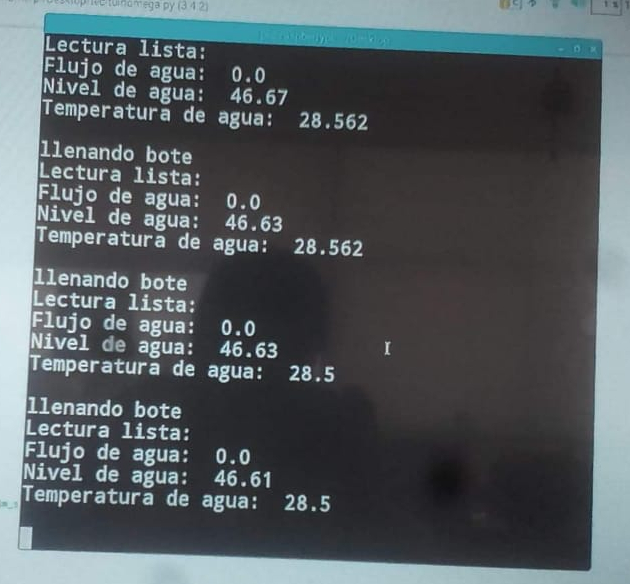 (3.4.2)
Lectura lista:
Flujo de agua: 0.0
Nivel de agua: 46.67
Temperatura de agua: 28.562
llenando bote
Lectura lista:
Flujo de agua: 0.0
Nivel de agua: 46.63
Temperatura de agua: 28.562
llenando bote
Lectura lista:
Flujo de agua: 0.0
Nivel de agua: 46.63
Temperatura de agua: 28.5
llenando bote
Lectura lista:
Flujo de agua: 0.0
Nivel de agua: 46.61
Temperatura de agua: 28.5